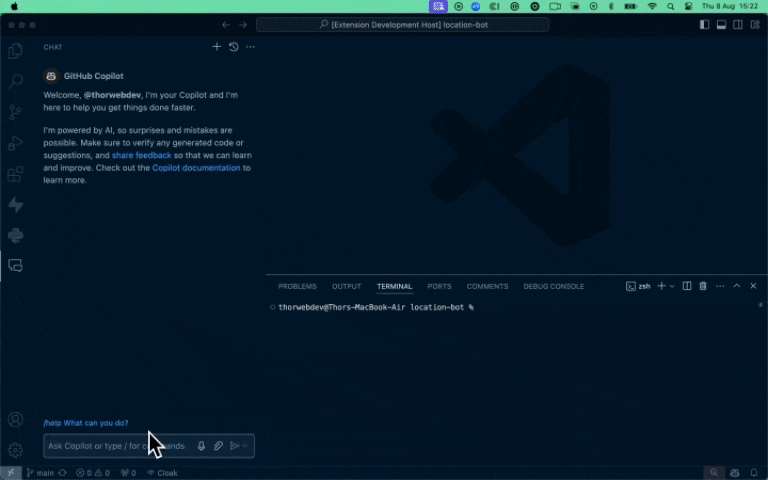 Thu 8 Aug 15:22
[Extension Development Host] location-bot
CHAT
GitHub Copilot
Welcome, @thorwebdev, I'm your Copilot and I'm
here to help you get things done faster.
I'm powered by AI, so surprises and mistakes are
possible. Make sure to verify any generated code or
suggestions, and share feedback so that we can learn
and improve. Check out the Copilot documentation to
learn more.
PROBLEMS OUTPUT TERMINAL PORTS COMMENTS DEBUG CONSOLE
zsh
thorwebdev@Thors-MacBook-Air location-bot %
/help What can you do?
Ask Copilot or type / for commands
main 0 0 0 Cloak